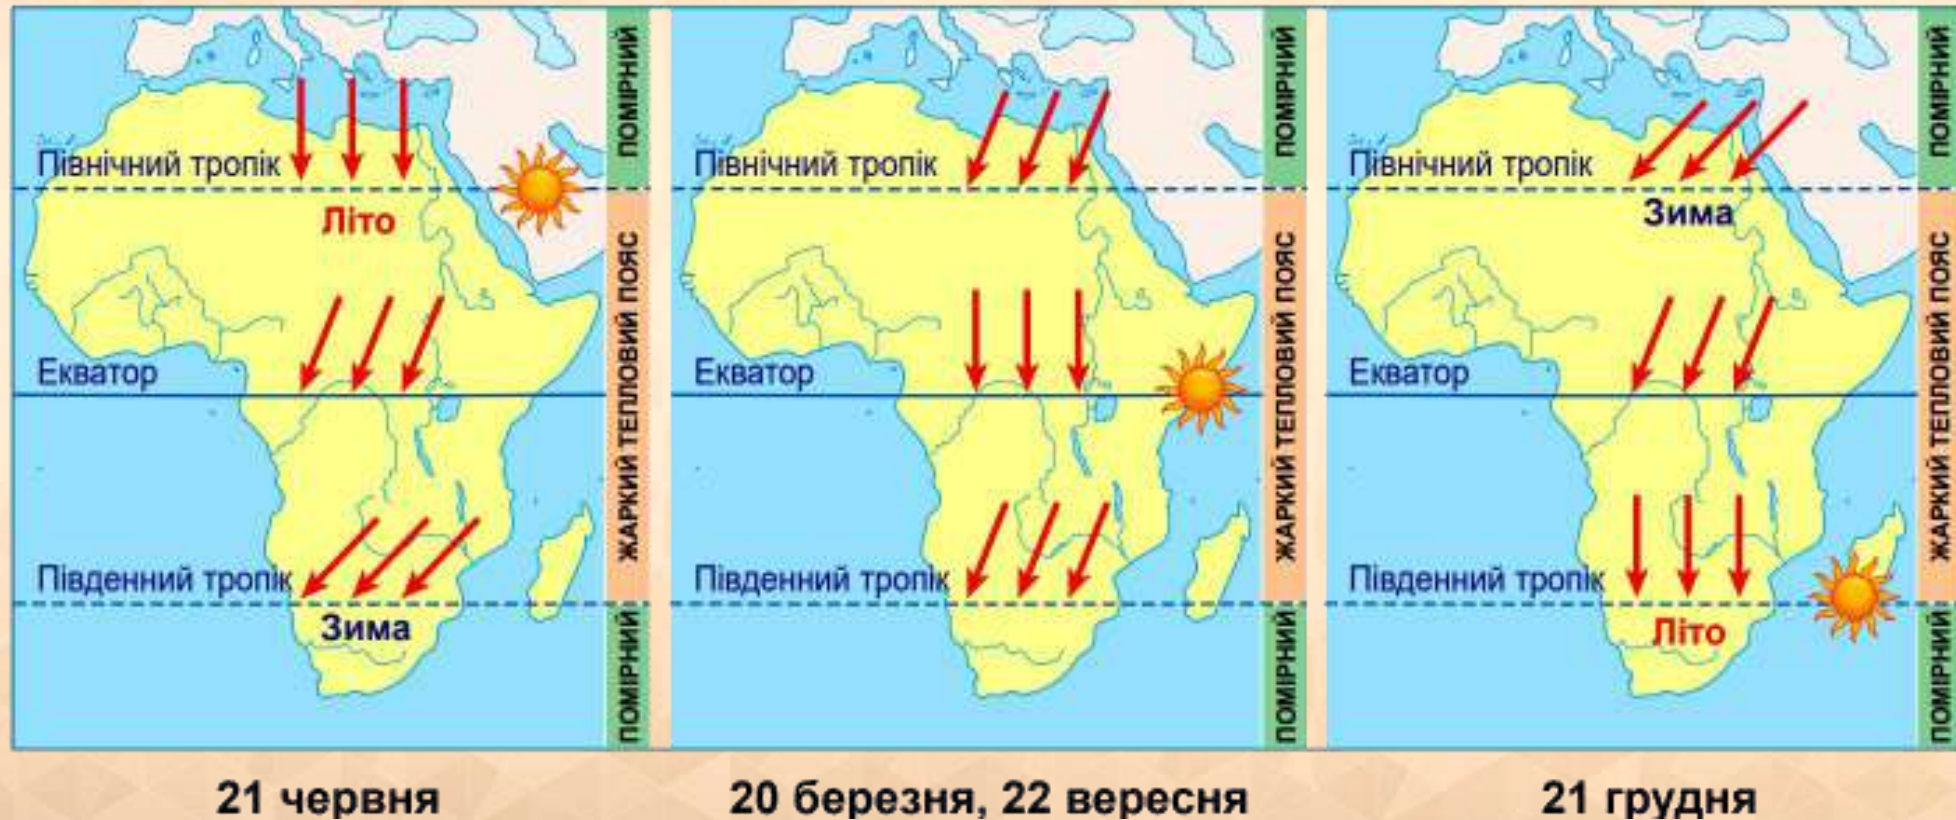 Північний тропік
Літо
Екватор
Південний тропік
Зима
ПОМІРНИЙ
ЖАРКИЙ ТЕПЛОВИЙ ПОЯС
ПОМІРНИЙ
21 червня
Північний тропік
Екватор
Південний тропік
ПОМІРНИЙ
ЖАРКИЙ ТЕПЛОВИЙ ПОЯС
ПОМІРНИЙ
20 березня, 22 вересня
Північний тропік
Зима
Екватор
Південний тропік
Літо
ПОМІРНИЙ
ЖАРКИЙ ТЕПЛОВИЙ ПОЯС
ПОМІРНИЙ
21 грудня